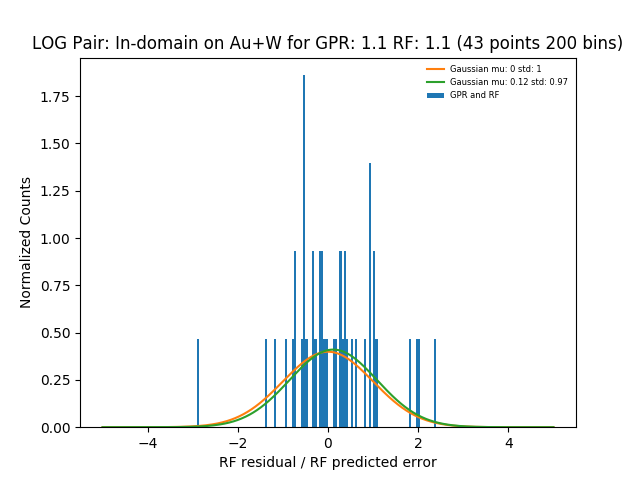 LOG Pair: In-domain on Au+W for GPR: 1.1 RF: 1.1 (43 points 200 bins)
Gaussian mu: 0 std: 1
Gaussian mu: 0.12 std: 0.97
GPR and RF
Normalized Counts
1.75
1.50
1.25
1.00
0.75
0.50
0.25
0.00
−4 −2 0 2 4
RF residual / RF predicted error